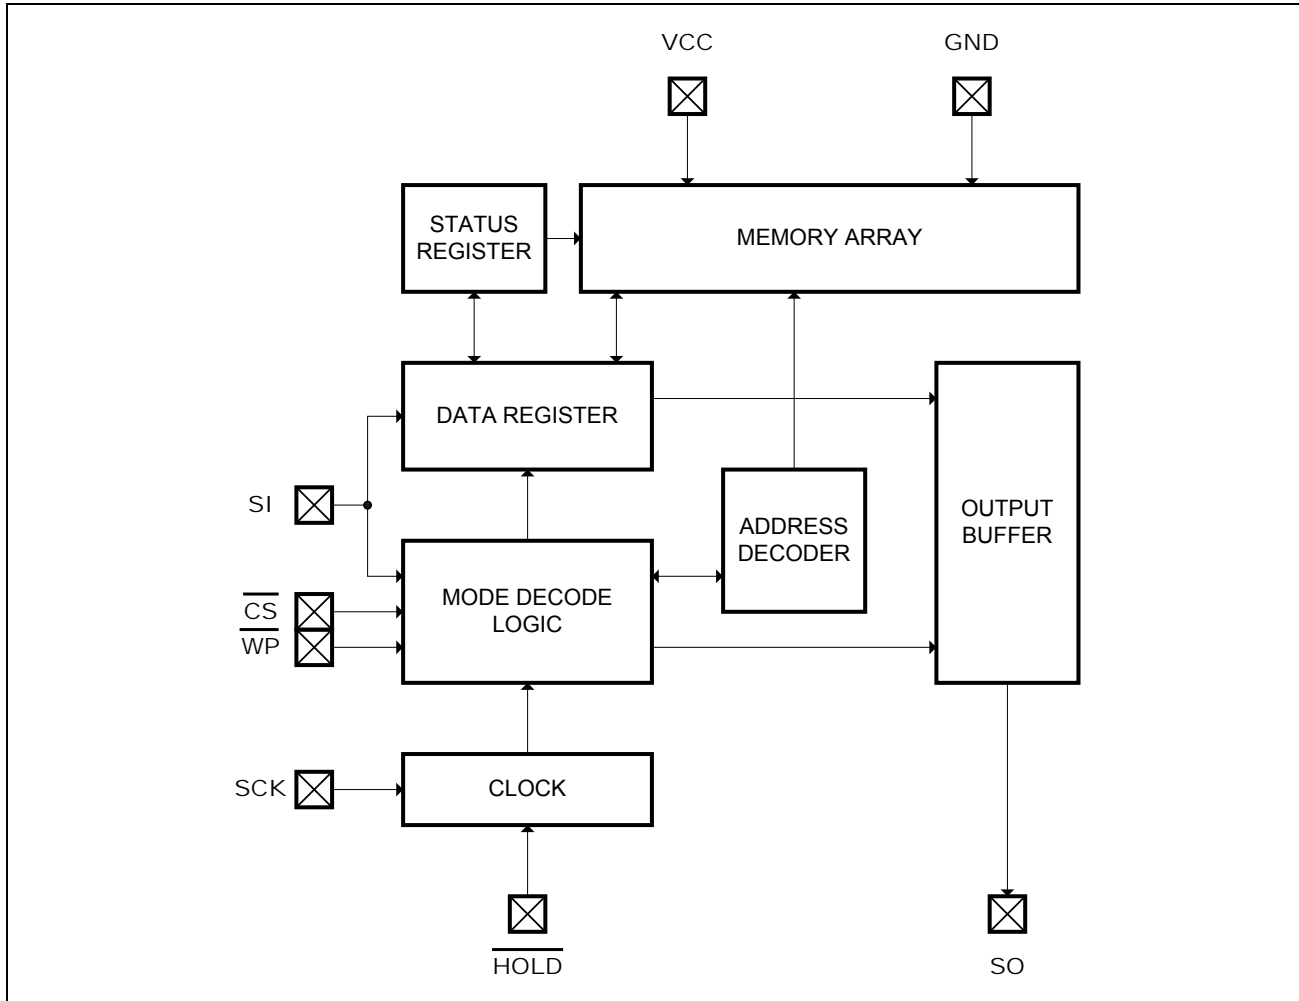 VCC
GND
STATUS
REGISTER
MEMORY ARRAY
DATA REGISTER
SI
ADDRESS
DECODER
OUTPUT
BUFFER
MODE DECODE
LOGIC
CS
WP
SCK
CLOCK
HOLD
SO